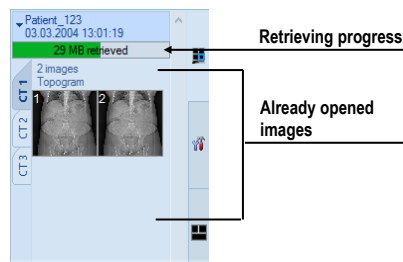 Patient_123
03.03.2004 13:01:19
29 MB retrieved
Retrieving progress
CT 1
CT 2
CT 3
2 images
Topogram
1
2
Already opened
images